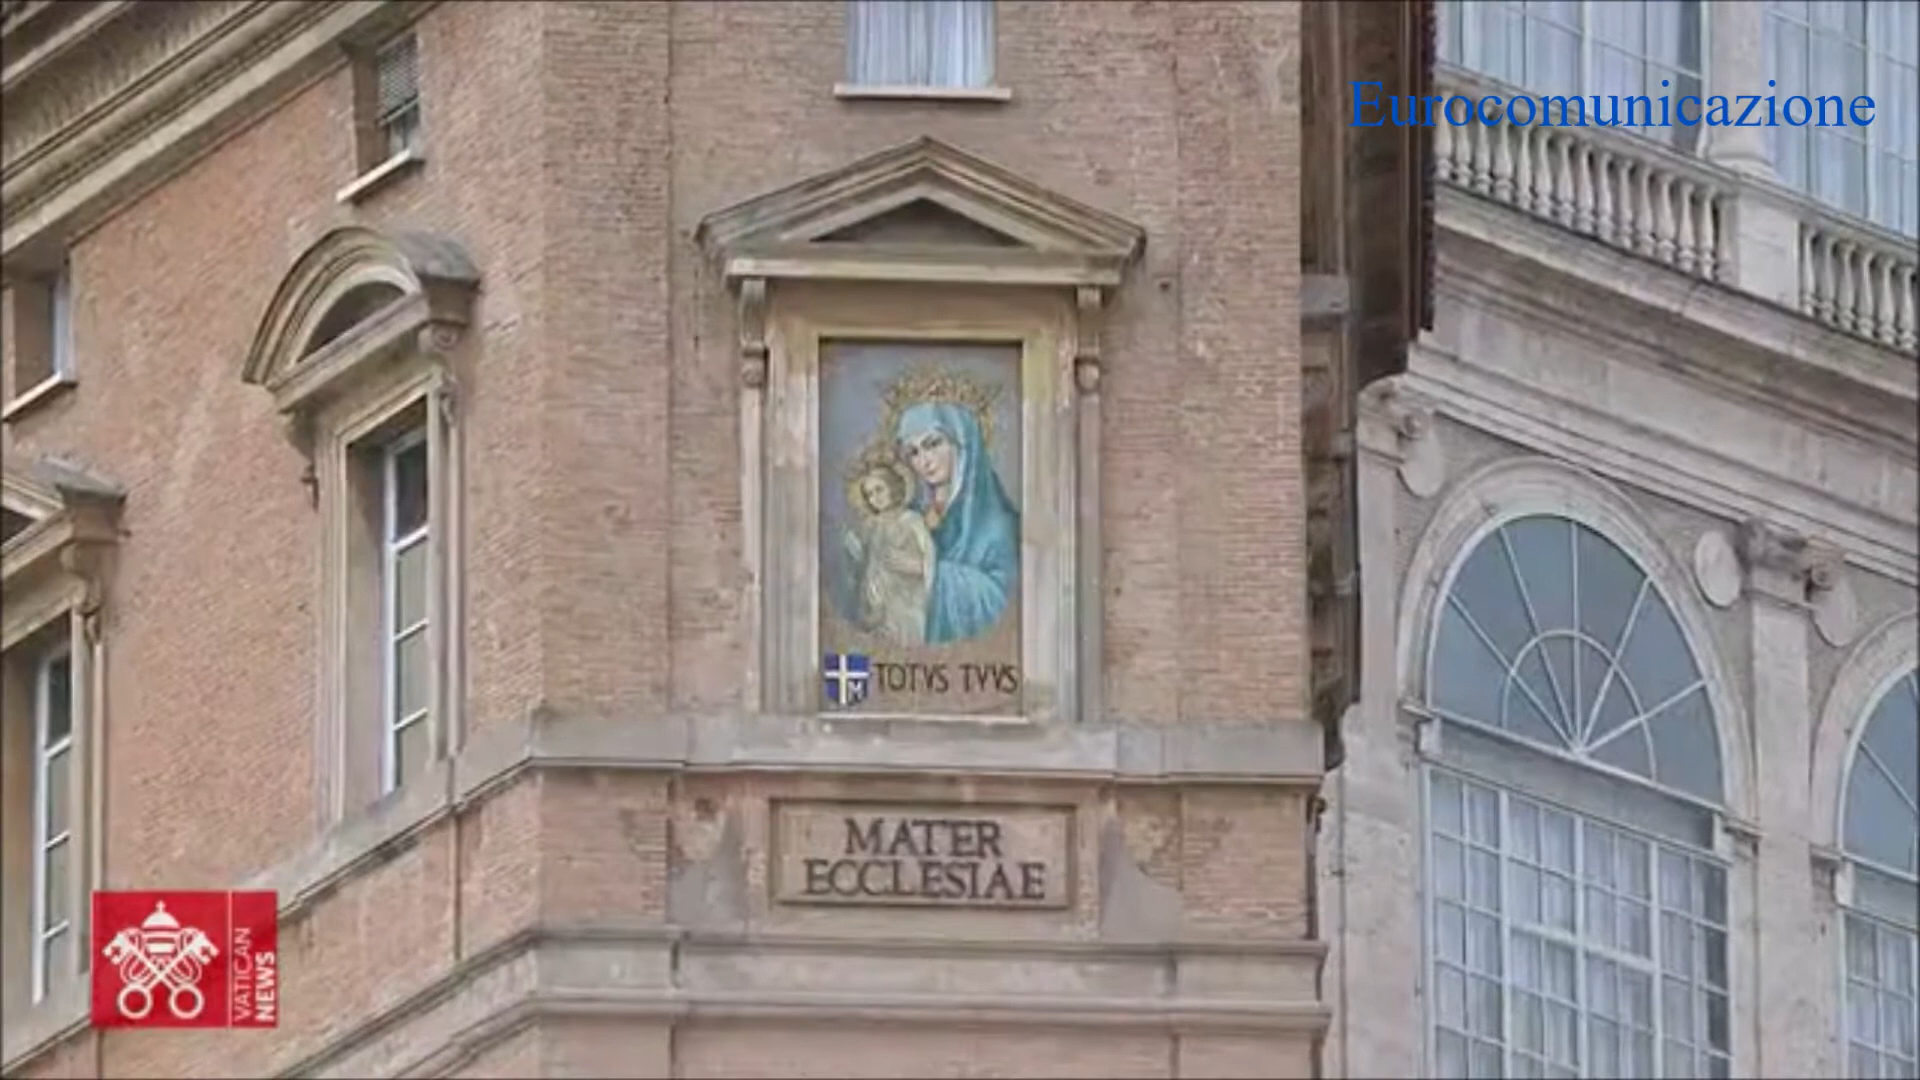 Eurocomunicazione
M
TOTVS TVVS
MATER
ECCLESIAE
VATICAN
NEWS